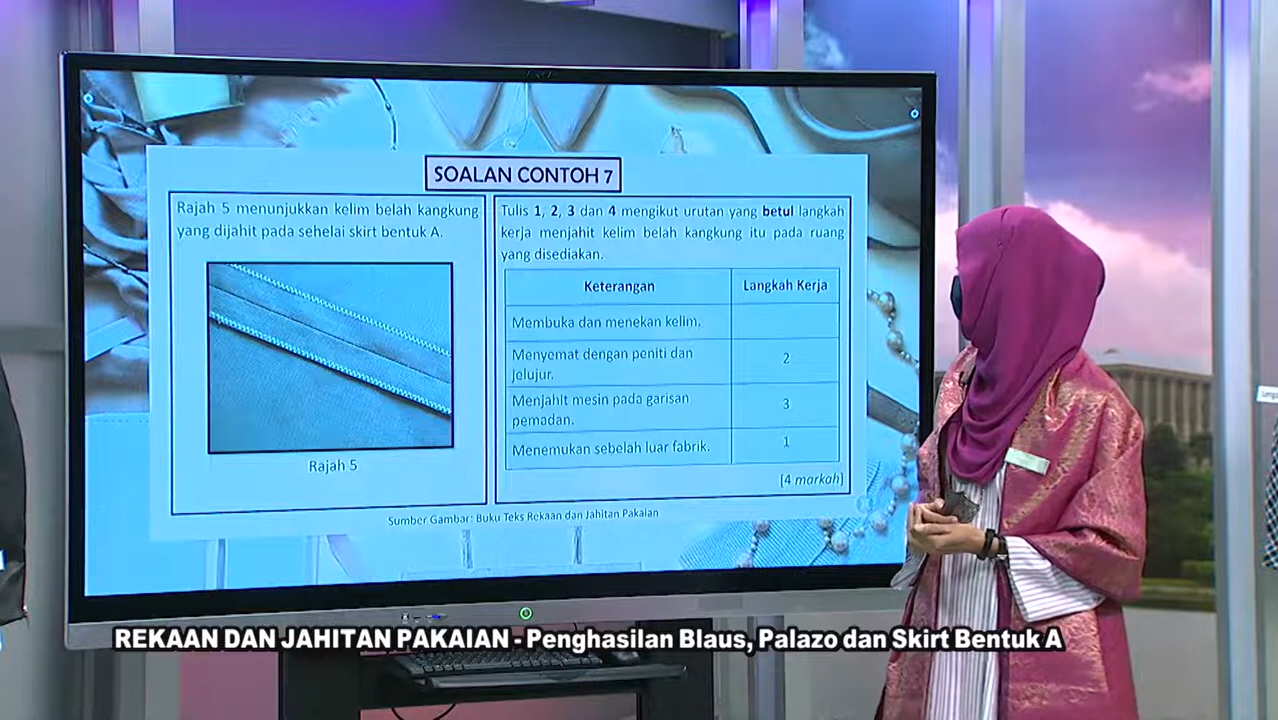 SOALAN CONTOH 7
Rajah 5 menunjukkan kelim belah kangkung
yang dijahit pada sehelai skirt bentuk A.
Rajah 5
Tulis 1, 2, 3 dan 4 mengikut urutan yang betul langkah
kerja menjahit kelim belah kangkung itu pada ruang
yang disediakan.
Keterangan Langkah Kerja
Membuka dan menekan kelim.
Menyemat dengan peniti dan
jelujur. 2
Menjahit mesin pada garisan
pemadan. 3
Menemukan sebelah luar fabrik. 1
[4 markah]
Sumber Gambar: Buku Teks Rekaan dan Jahitan Pakaian
REKAAN DAN JAHITAN PAKAIAN - Penghasilan Blaus, Palazo dan Skirt Bentuk A